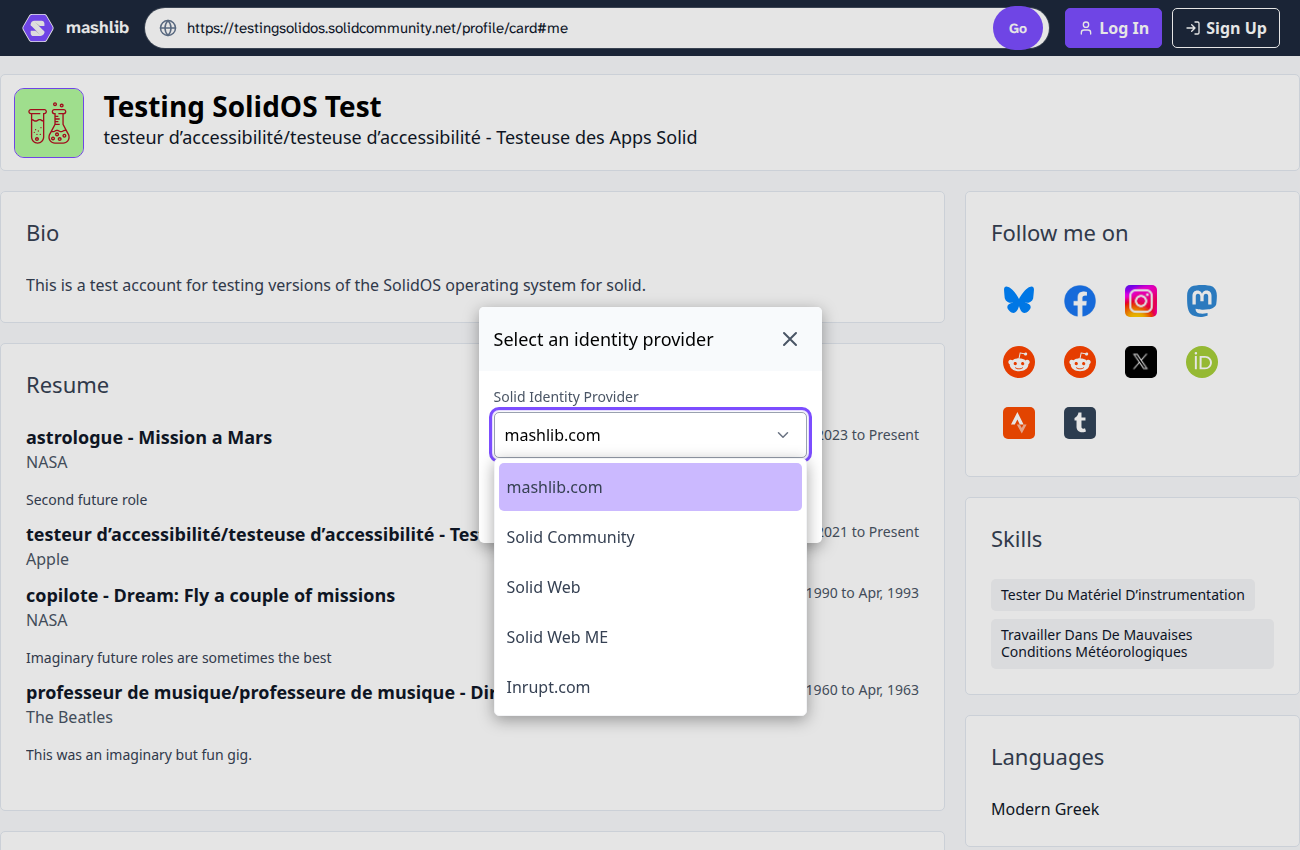 mashlib
https://testingsolidos.solidcommunity.net/profile/card#me
Go
Log In
Sign Up
Testing SolidOS Test
testeur d’accessibilité/testeuse d’accessibilité - Testeuse des Apps Solid
Bio
This is a test account for testing versions of the SolidOS operating system for solid.
Resume
astrologue - Mission a Mars
2023 to Present
NASA
Second future role
testeur d’accessibilité/testeuse d’accessibilité - Tes
2021 to Present
Apple
copilote - Dream: Fly a couple of missions
1990 to Apr, 1993
NASA
Imaginary future roles are sometimes the best
professeur de musique/professeure de musique - Dir
1960 to Apr, 1963
The Beatles
This was an imaginary but fun gig.
Select an identity provider
Solid Identity Provider
mashlib.com
mashlib.com
Solid Community
Solid Web
Solid Web ME
Inrupt.com
Follow me on
Skills
Tester Du Matériel D’instrumentation
Travailler Dans De Mauvaises
Conditions Météorologiques
Languages
Modern Greek